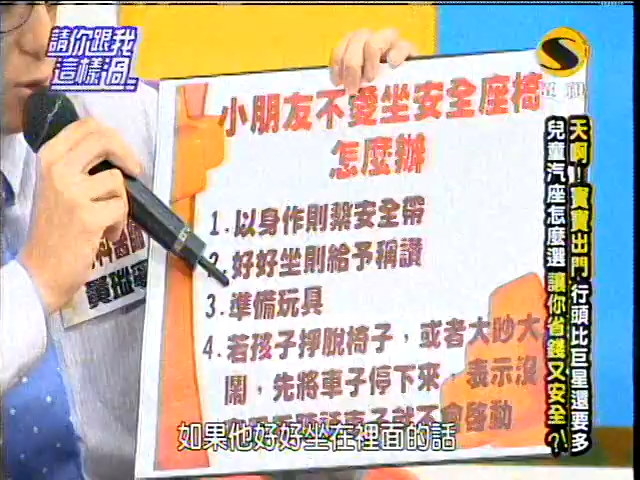 請你跟我
這樣過
小朋友不愛坐安全座椅
怎麼辦
1.以身作則繫安全帶
2.好好坐則給予稱讚
3.準備玩具
4.若孩子掙脫椅子，或者大吵大
鬧，先將車子停下來，表示沒
啓動
天啊！寶寶出門 行頭比巨星還要多
兒童汽座怎麼選 讓你省錢又安全?!
如果他好好坐在裡面的話